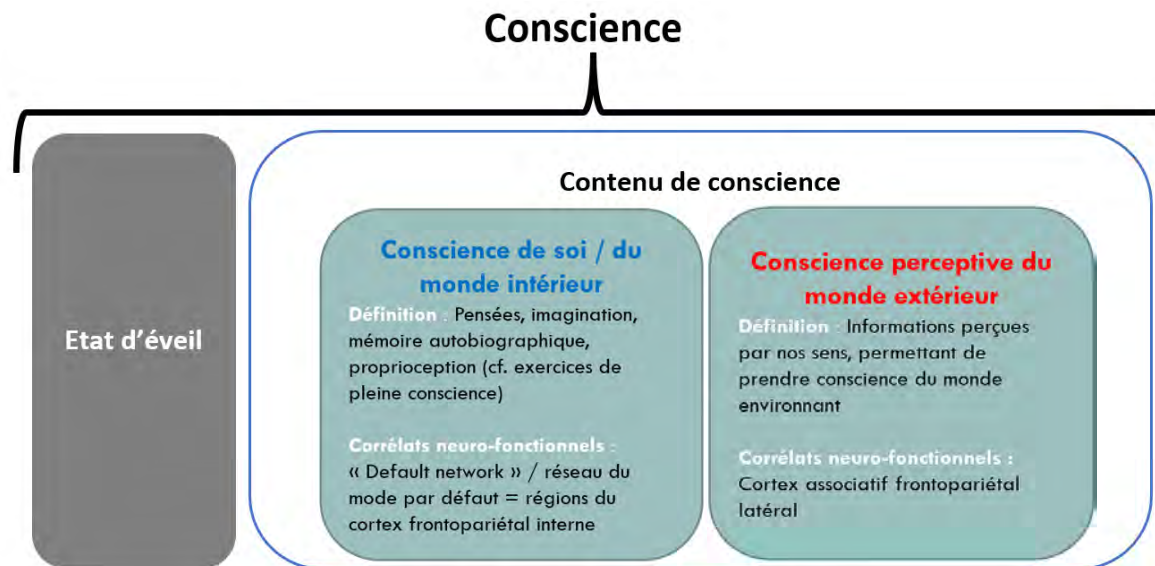 Conscience
Etat d'éveil
Contenu de conscience
Conscience de soi / du
monde intérieur
Définition : Pensées, imagination,
mémoire autobiographique,
proprioception (cf. exercices de
pleine conscience)
Corrélats neuro-fonctionnels :
« Default network » / réseau du
mode par défaut = régions du
cortex frontopariétal interne
Conscience perceptive du
monde extérieur
Définition : Informations perçues
par nos sens, permettant de
prendre conscience du monde
environnant
Corrélats neuro-fonctionnels :
Cortex associatif frontopariétal
latéral